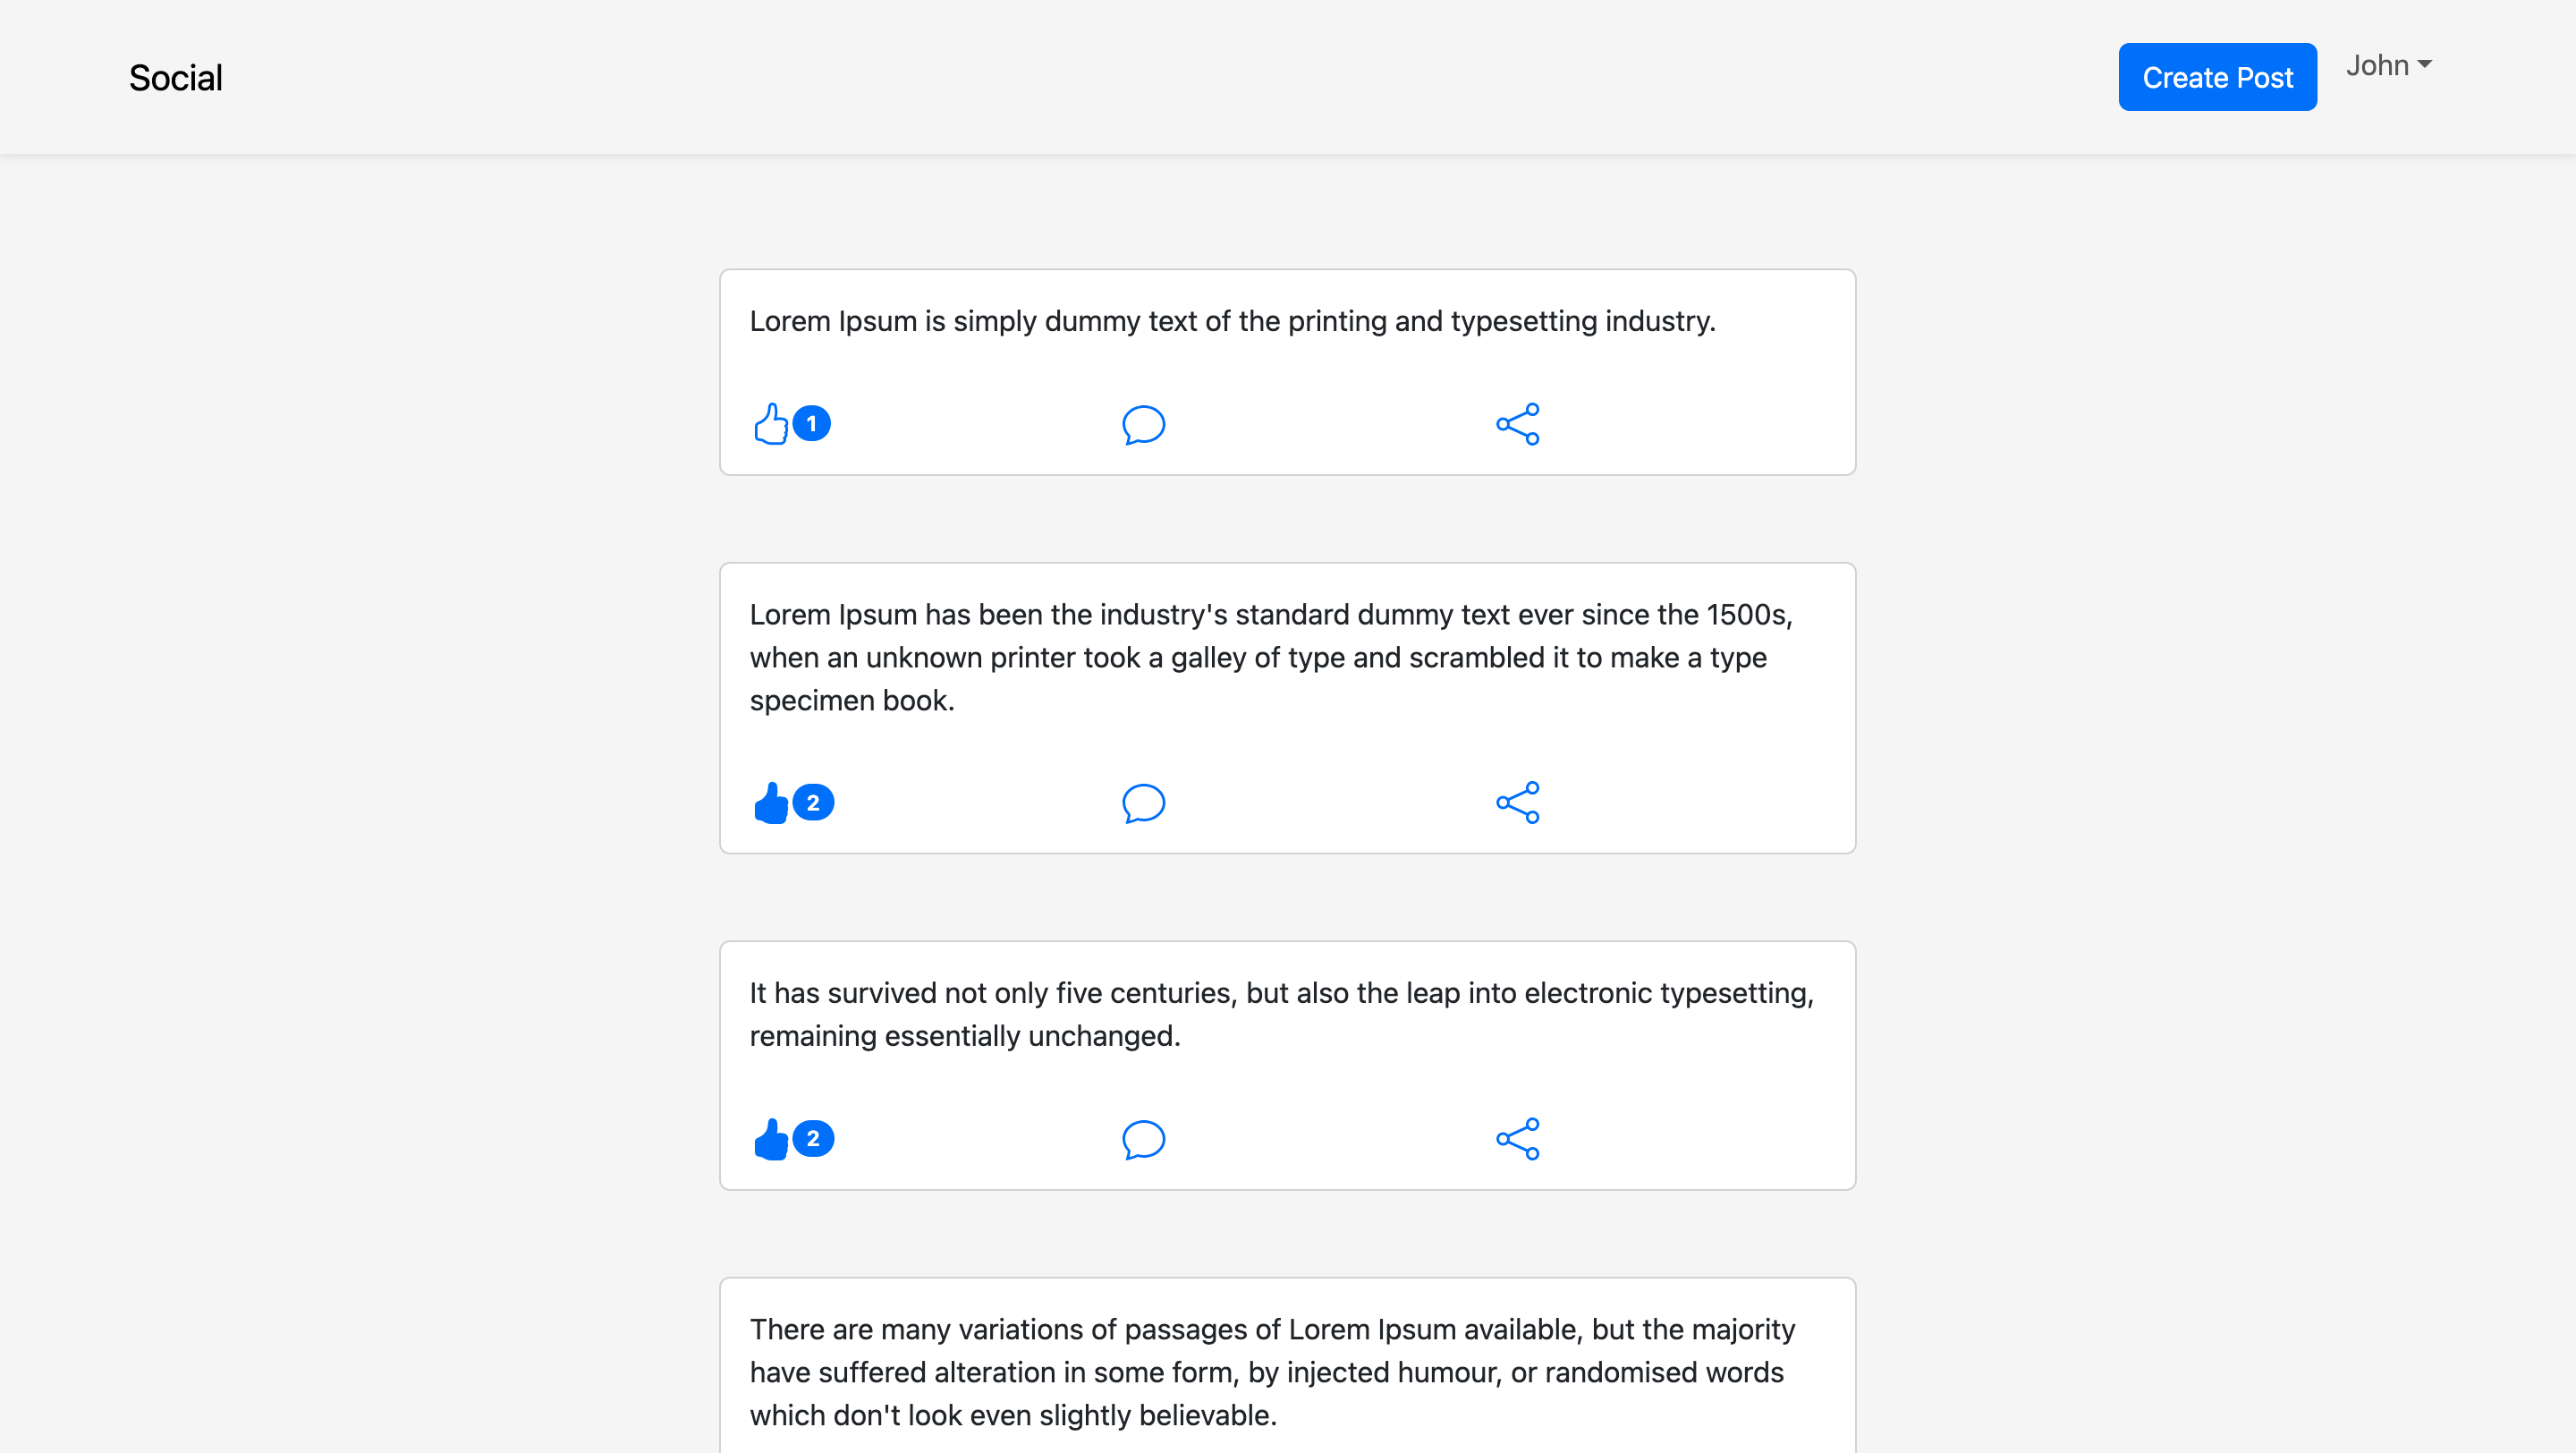 Social
Create Post
John
Lorem Ipsum is simply dummy text of the printing and typesetting industry.
1
Lorem Ipsum has been the industry's standard dummy text ever since the 1500s,
when an unknown printer took a galley of type and scrambled it to make a type
specimen book.
2
It has survived not only five centuries, but also the leap into electronic typesetting,
remaining essentially unchanged.
2
There are many variations of passages of Lorem Ipsum available, but the majority
have suffered alteration in some form, by injected humour, or randomised words
which don't look even slightly believable.